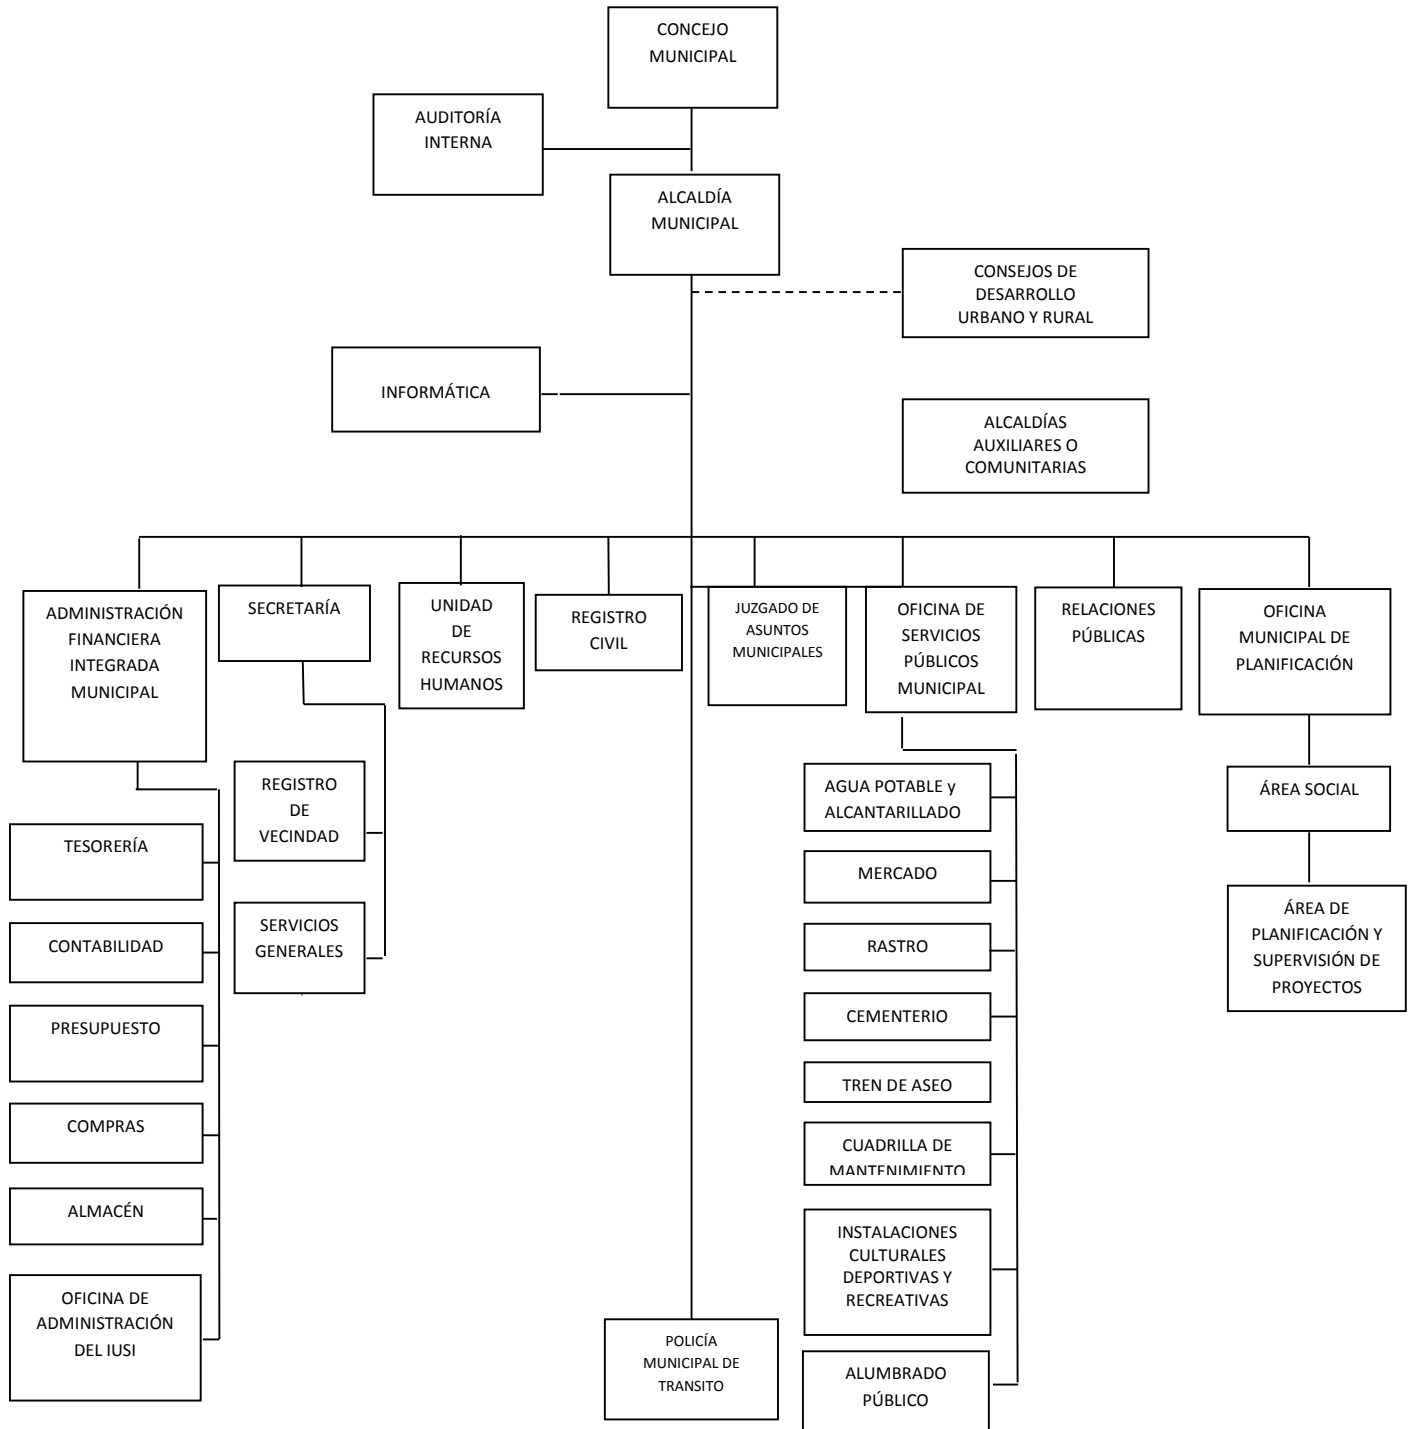 CONCEJO
MUNICIPAL
AUDITORÍA
INTERNA
ALCALDÍA
MUNICIPAL
CONSEJOS DE
DESARROLLO
URBANO Y RURAL
INFORMÁTICA
ALCALDÍAS
AUXILIARES O
COMUNITARIAS
ADMINISTRACIÓN
FINANCIERA
INTEGRADA
MUNICIPAL
SECRETARÍA
UNIDAD
DE
RECURSOS
HUMANOS
REGISTRO
CIVIL
JUZGADO DE
ASUNTOS
MUNICIPALES
OFICINA DE
SERVICIOS
PÚBLICOS
MUNICIPAL
RELACIONES
PÚBLICAS
OFICINA
MUNICIPAL DE
PLANIFICACIÓN
TESORERÍA
CONTABILIDAD
PRESUPUESTO
COMPRAS
ALMACÉN
OFICINA DE
ADMINISTRACIÓN
DEL IUSI
REGISTRO
DE
VECINDAD
SERVICIOS
GENERALES
POLICÍA
MUNICIPAL DE
TRANSITO
AGUA POTABLE y
ALCANTARILLADO
MERCADO
RASTRO
CEMENTERIO
TREN DE ASEO
CUADRILLA DE
MANTENIMIENTO
INSTALACIONES
CULTURALES
DEPORTIVAS Y
RECREATIVAS
ALUMBRADO
PÚBLICO
ÁREA SOCIAL
ÁREA DE
PLANIFICACIÓN Y
SUPERVISIÓN DE
PROYECTOS